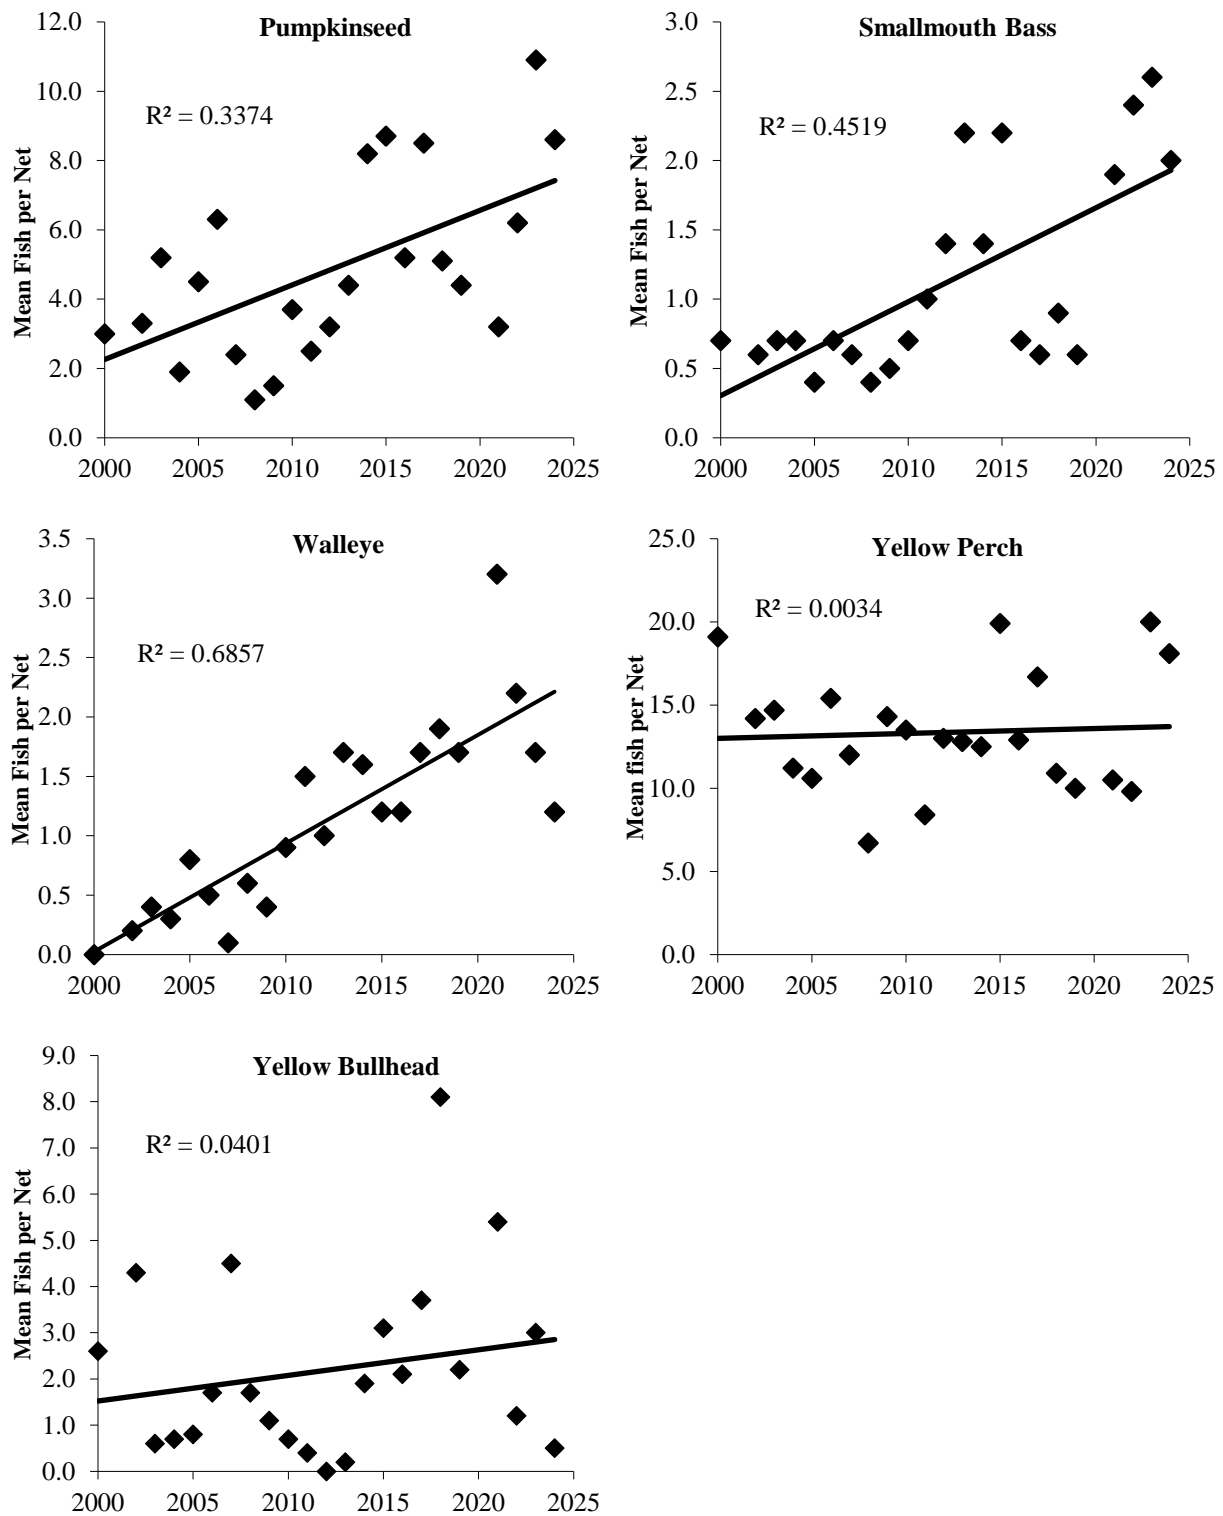 Pumpkinseed
R² = 0.3374
Mean Fish per Net
12.0
10.0
8.0
6.0
4.0
2.0
0.0
2000 2005 2010 2015 2020 2025
Smallmouth Bass
R² = 0.4519
Mean Fish per Net
3.0
2.5
2.0
1.5
1.0
0.5
0.0
2000 2005 2010 2015 2020 2025
Walleye
R² = 0.6857
Mean Fish per Net
3.5
3.0
2.5
2.0
1.5
1.0
0.5
0.0
2000 2005 2010 2015 2020 2025
Yellow Perch
R² = 0.0034
Mean fish per Net
25.0
20.0
15.0
10.0
5.0
0.0
2000 2005 2010 2015 2020 2025
Yellow Bullhead
R² = 0.0401
Mean Fish per Net
9.0
8.0
7.0
6.0
5.0
4.0
3.0
2.0
1.0
0.0
2000 2005 2010 2015 2020 2025